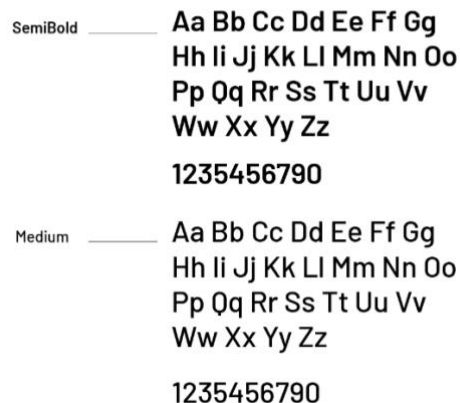 SemiBold
Aa Bb Cc Dd Ee Ff Gg
Hh Ii Jj Kk Ll Mm Nn Oo
Pp Qq Rr Ss Tt Uu Vv
Ww Xx Yy Zz
1235456790
Medium
Aa Bb Cc Dd Ee Ff Gg
Hh Ii Jj Kk Ll Mm Nn Oo
Pp Qq Rr Ss Tt Uu Vv
Ww Xx Yy Zz
1235456790